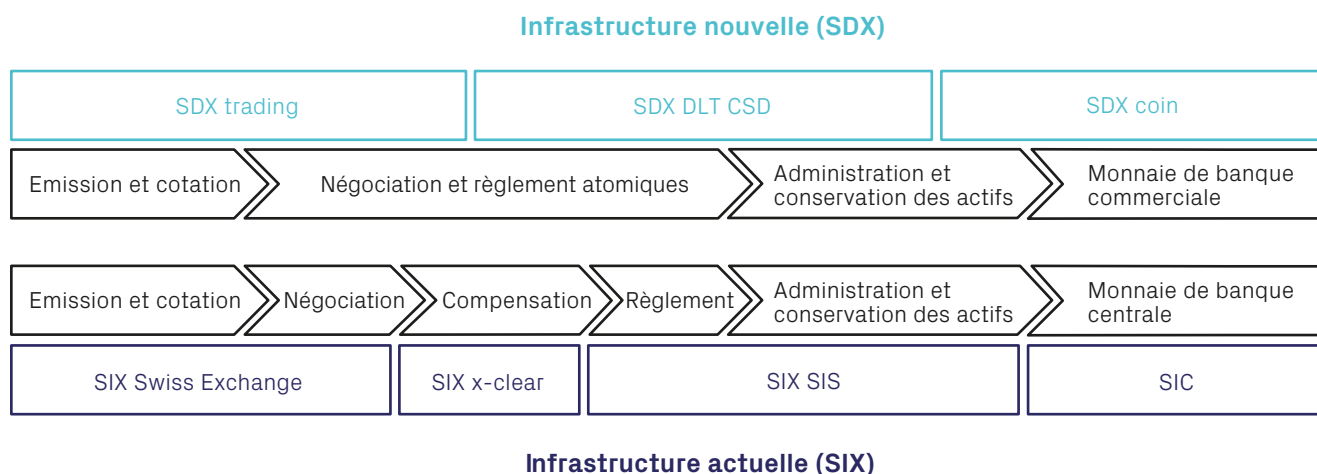 Infrastructure nouvelle (SDX)
SDX trading
SDX DLT CSD
SDX coin
Emission et cotation
Négociation et règlement atomiques
Administration et
conservation des actifs
Monnaie de banque
commerciale
Emission et cotation
Négociation
Compensation
Règlement
Administration et
conservation des actifs
Monnaie de banque
centrale
SIX Swiss Exchange
SIX x-clear
SIX SIS
SIC
Infrastructure actuelle (SIX)